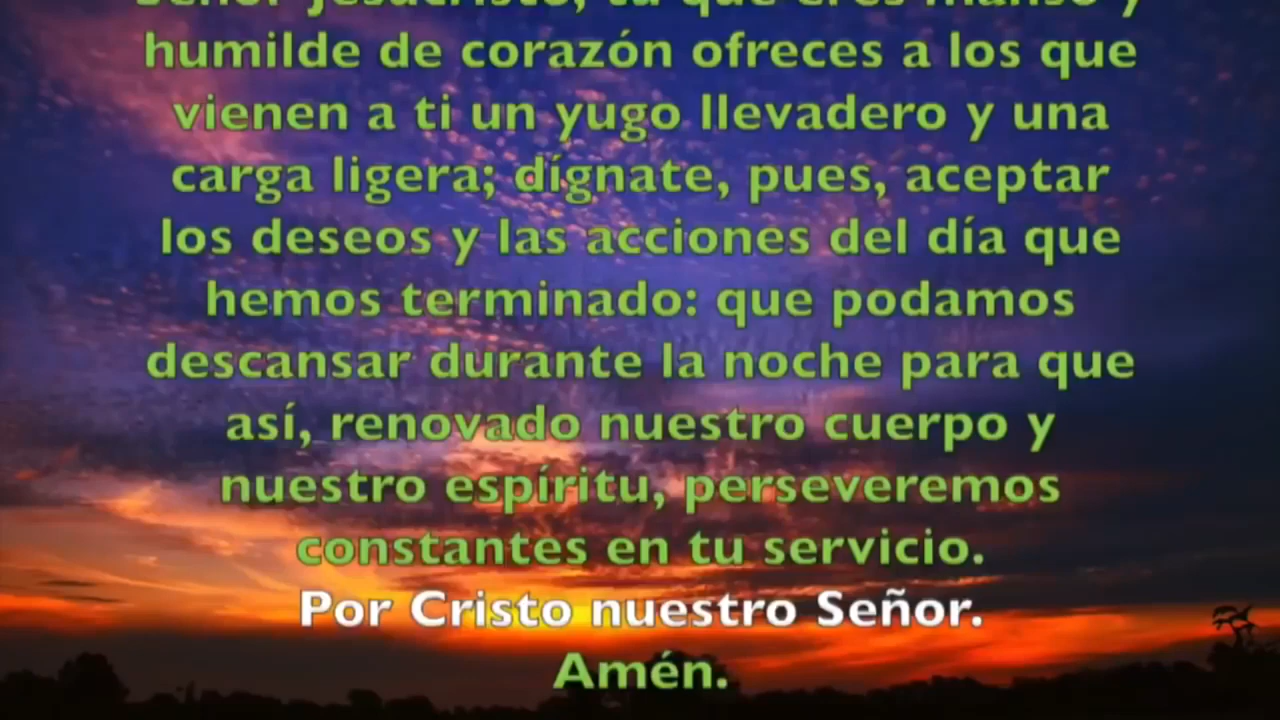 Señor Jesucristo, tú que eres manso y
humilde de corazón ofreces a los que
vienen a ti un yugo llevadero y una
carga ligera; dígnate, pues, aceptar
los deseos y las acciones del día que
hemos terminado: que podamos
descansar durante la noche para que
así, renovado nuestro cuerpo y
nuestro espíritu, perseveremos
constantes en tu servicio.
Por Cristo nuestro Señor.
Amén.